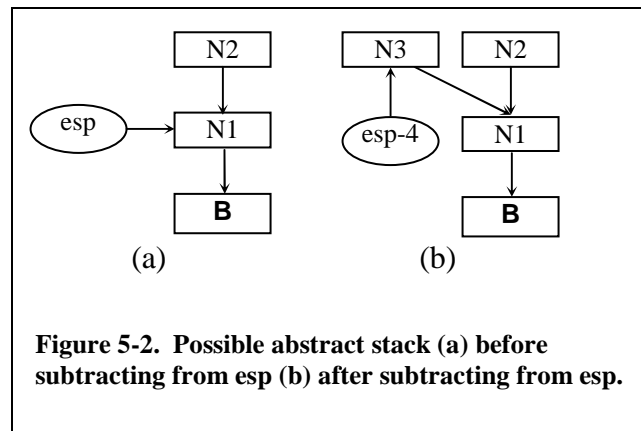 N2
N3
N2
esp
N1
esp-4
N1
B
B
(a)
(b)
Figure 5-2. Possible abstract stack (a) before
subtracting from esp (b) after subtracting from esp.